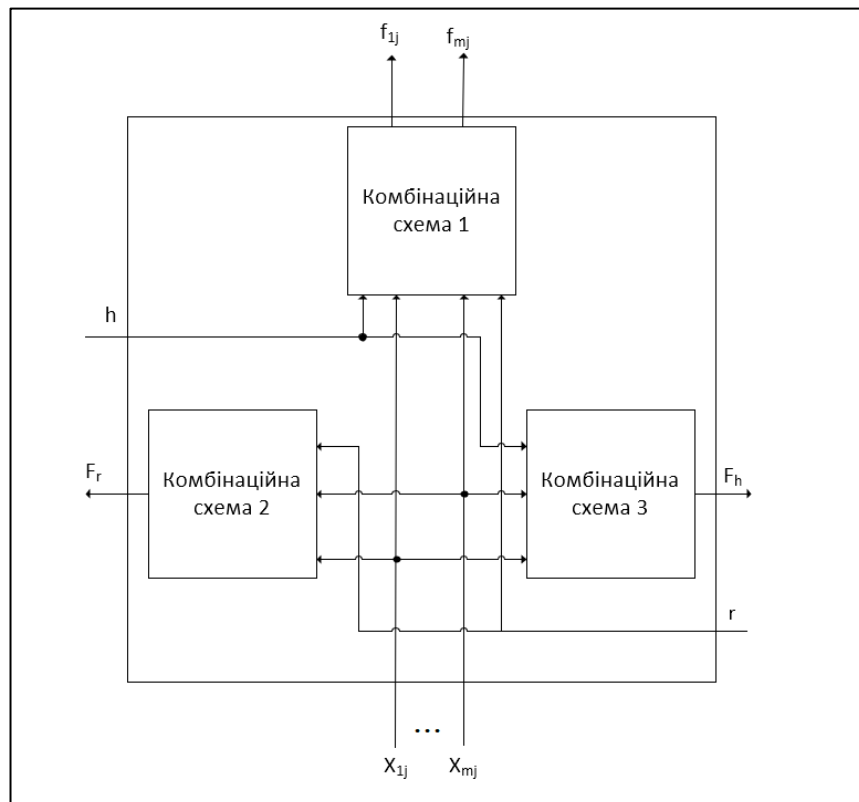 f1j
fmj
Комбінаційна
схема 1
h
Комбінаційна
схема 2
Комбінаційна
схема 3
Fr
Fh
r
...
X1j
Xmj